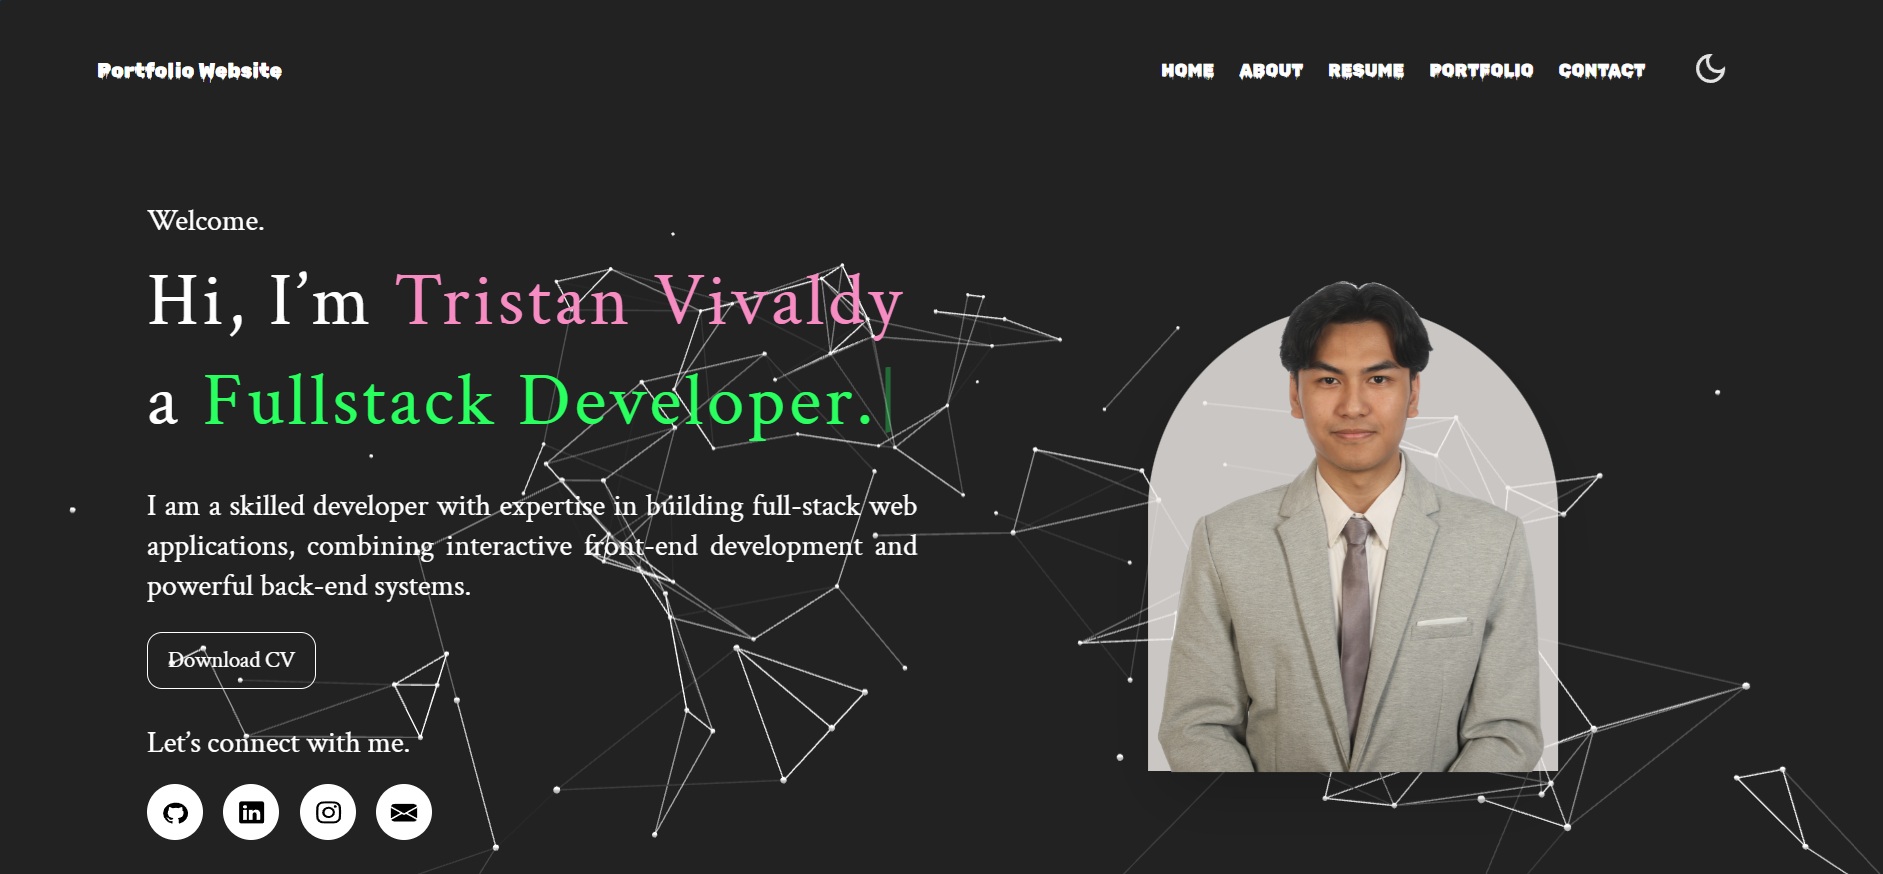 Portfolio Website
HOME ABOUT RESUME PORTFOLIO CONTACT
Welcome.
Hi, I’m Tristan Vivaldy
a Fullstack Developer.
I am a skilled developer with expertise in building full-stack web
applications, combining interactive front-end development and
powerful back-end systems.
Download CV
Let’s connect with me.
in